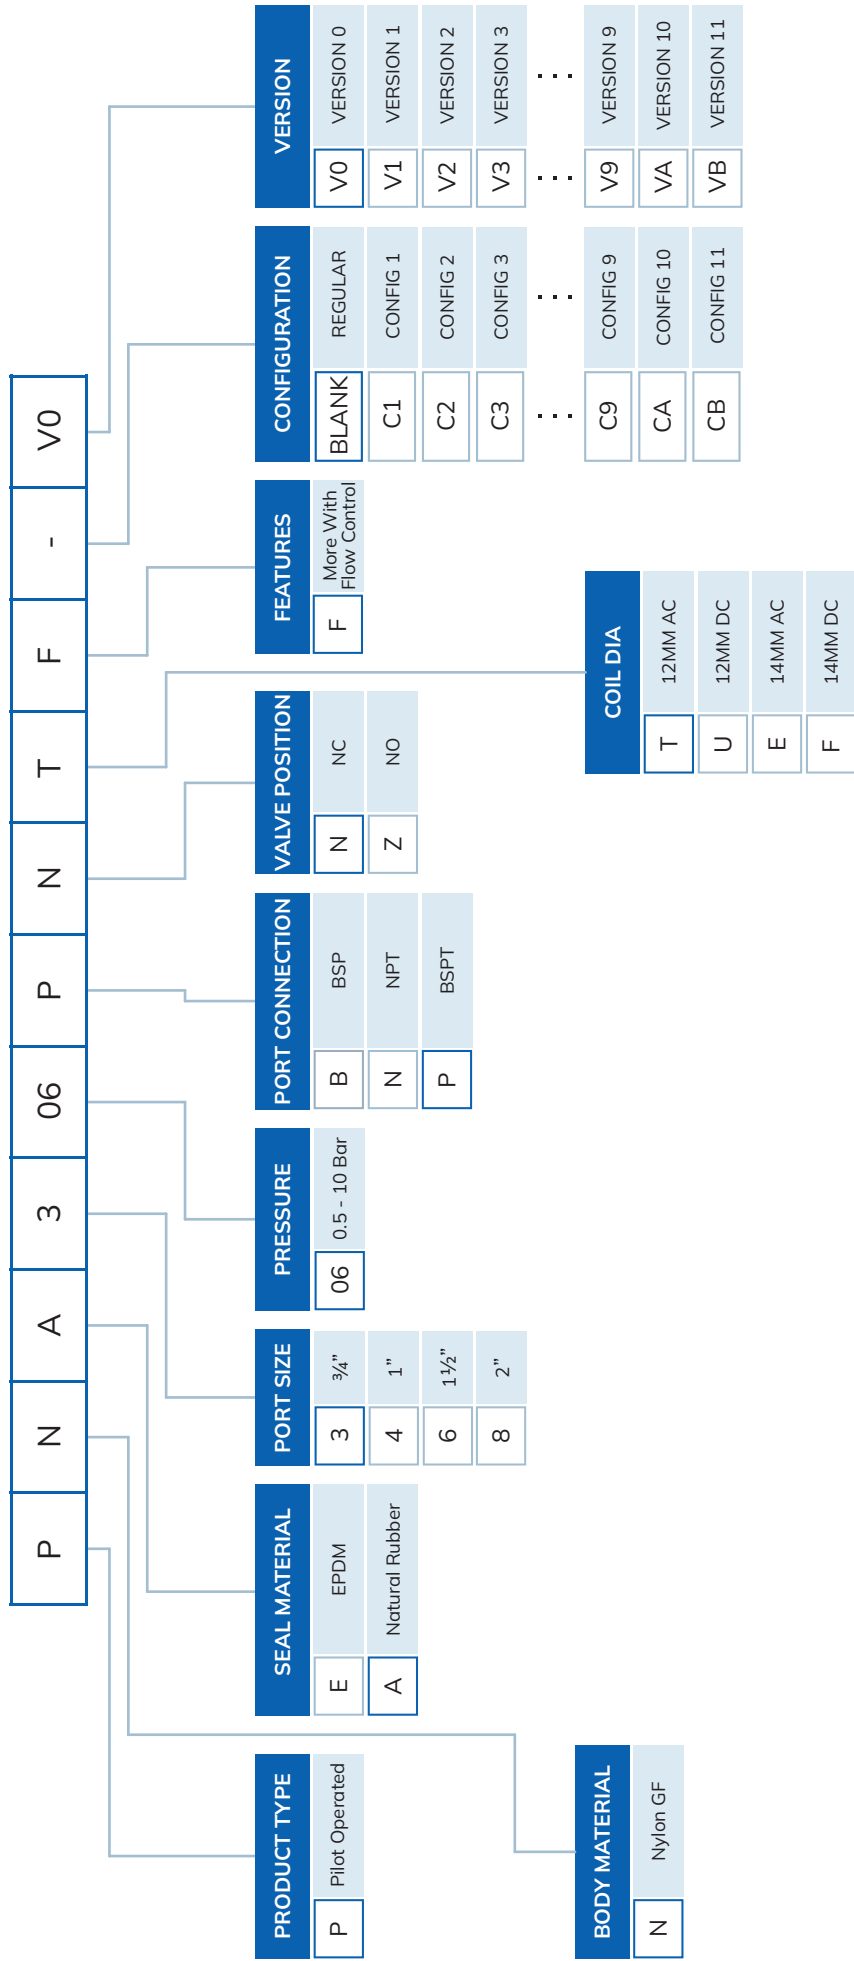 P N A 3 06 P N T F - V0
PRODUCT TYPE
P Pilot Operated
BODY MATERIAL
N Nylon GF
SEAL MATERIAL
E EPDM
A Natural Rubber
PORT SIZE
3 ¾”
4 1”
6 1½”
8 2”
PRESSURE
06 0.5 - 10 Bar
PORT CONNECTION
B BSP
N NPT
P BSPT
VALVE POSITION
N NC
Z NO
COIL DIA
T 12MM AC
U 12MM DC
E 14MM AC
F 14MM DC
FEATURES
F More With
Flow Control
CONFIGURATION
BLANK REGULAR
C1 CONFIG 1
C2 CONFIG 2
C3 CONFIG 3
... ...
C9 CONFIG 9
CA CONFIG 10
CB CONFIG 11
VERSION
V0 VERSION 0
V1 VERSION 1
V2 VERSION 2
V3 VERSION 3
... ...
V9 VERSION 9
VA VERSION 10
VB VERSION 11